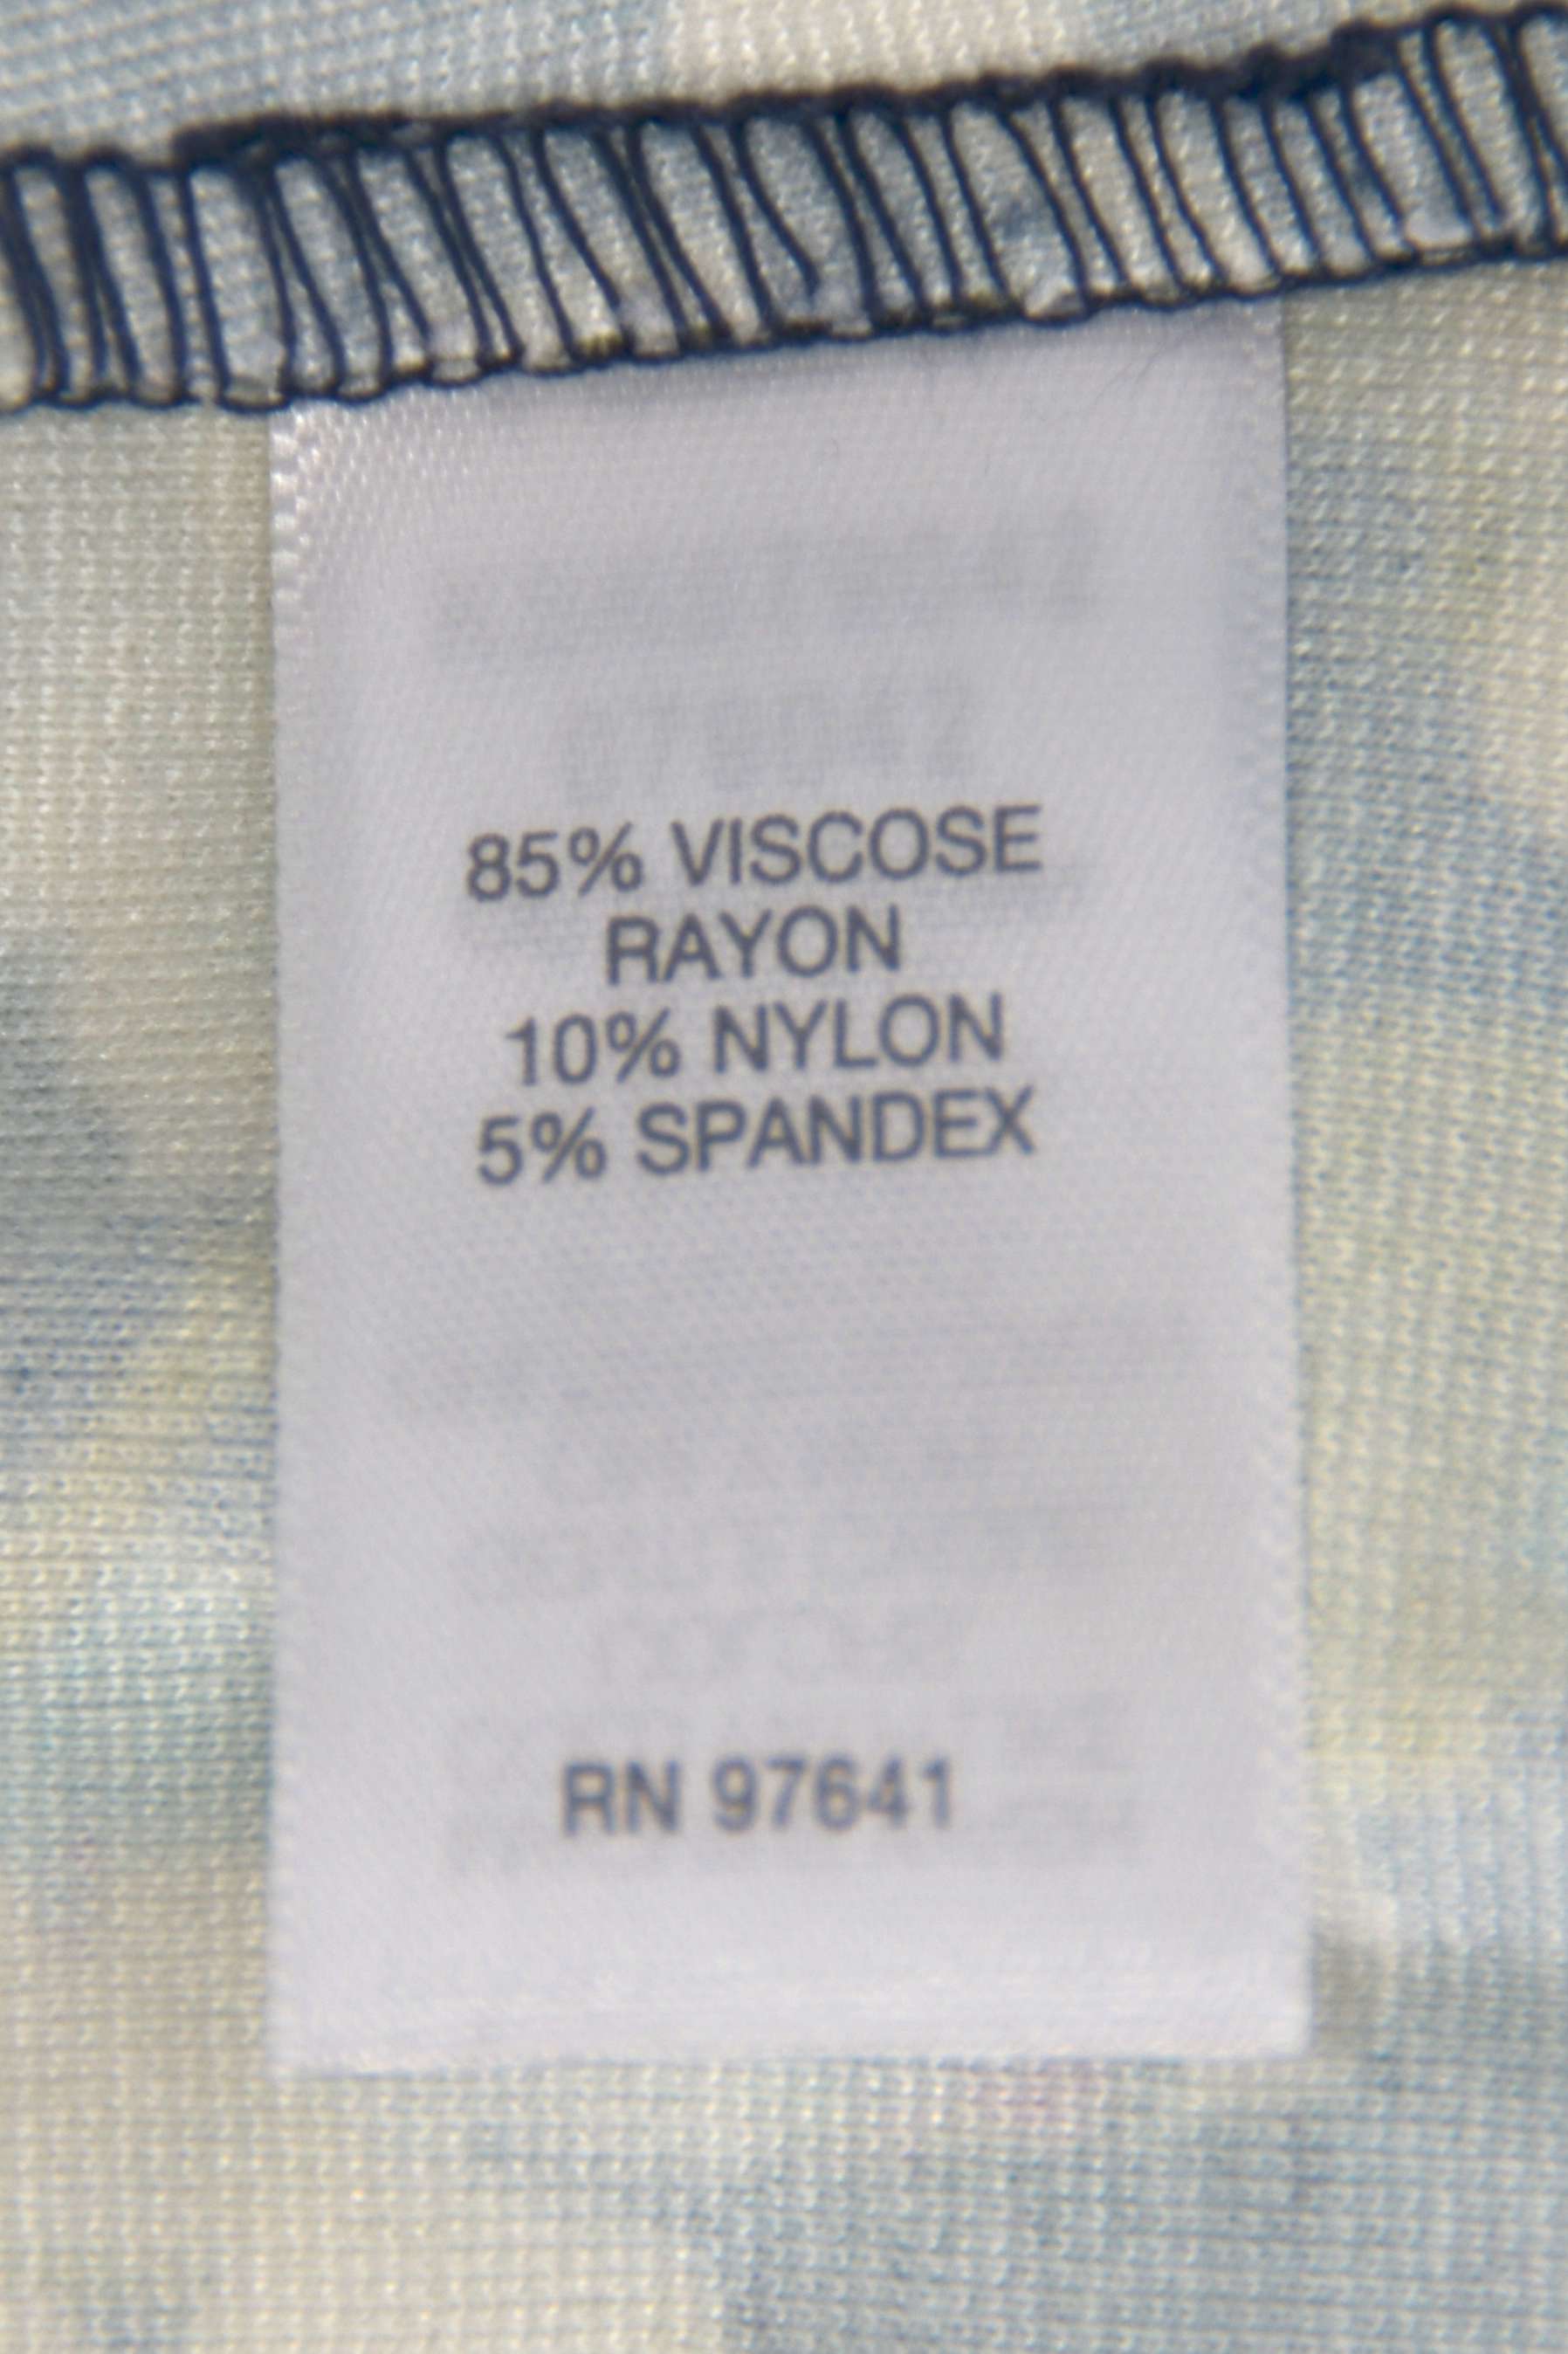 85% VISCOSE
RAYON
10% NYLON
5% SPANDEX
RN 97641